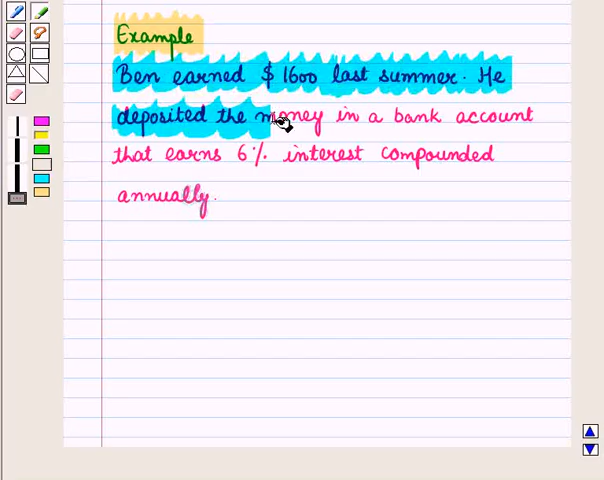 Example
Ben earned $1600 last summer. He
deposited the money in a bank account
that earns 6% interest compounded
annually.